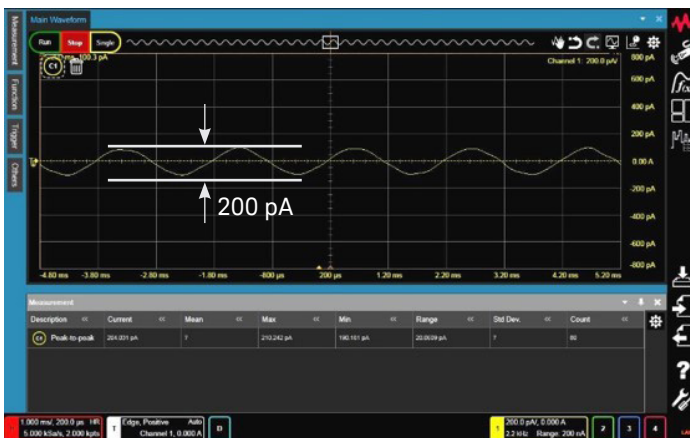 Main Waveform
Run Stop Single
C1 100.3 pA
Channel 1: 200.0 pA/
800 pA
600 pA
400 pA
200 pA
0.00 A
-200 pA
-400 pA
-600 pA
-800 pA
200 pA
-4.80 ms -3.80 ms -2.80 ms -1.80 ms -800 µs 200 µs 1.20 ms 2.20 ms 3.20 ms 4.20 ms 5.20 ms
Measurement
Function
Trigger
Others
Measurement
Description Current Mean Max Min Range Std Dev. Count
C1 Peak-to-peak 204.031 pA ? 210.242 pA 190.181 pA ? 80
1.000 ms/, 200.0 µs HR
5.000 kSa/s, 2.000 kpts
T Edge, Positive Auto
Channel 1, 0.000 A
D
1 200.0 pA/, 0.000 A
2.2 kHz Range: 200 nA
2 3 4